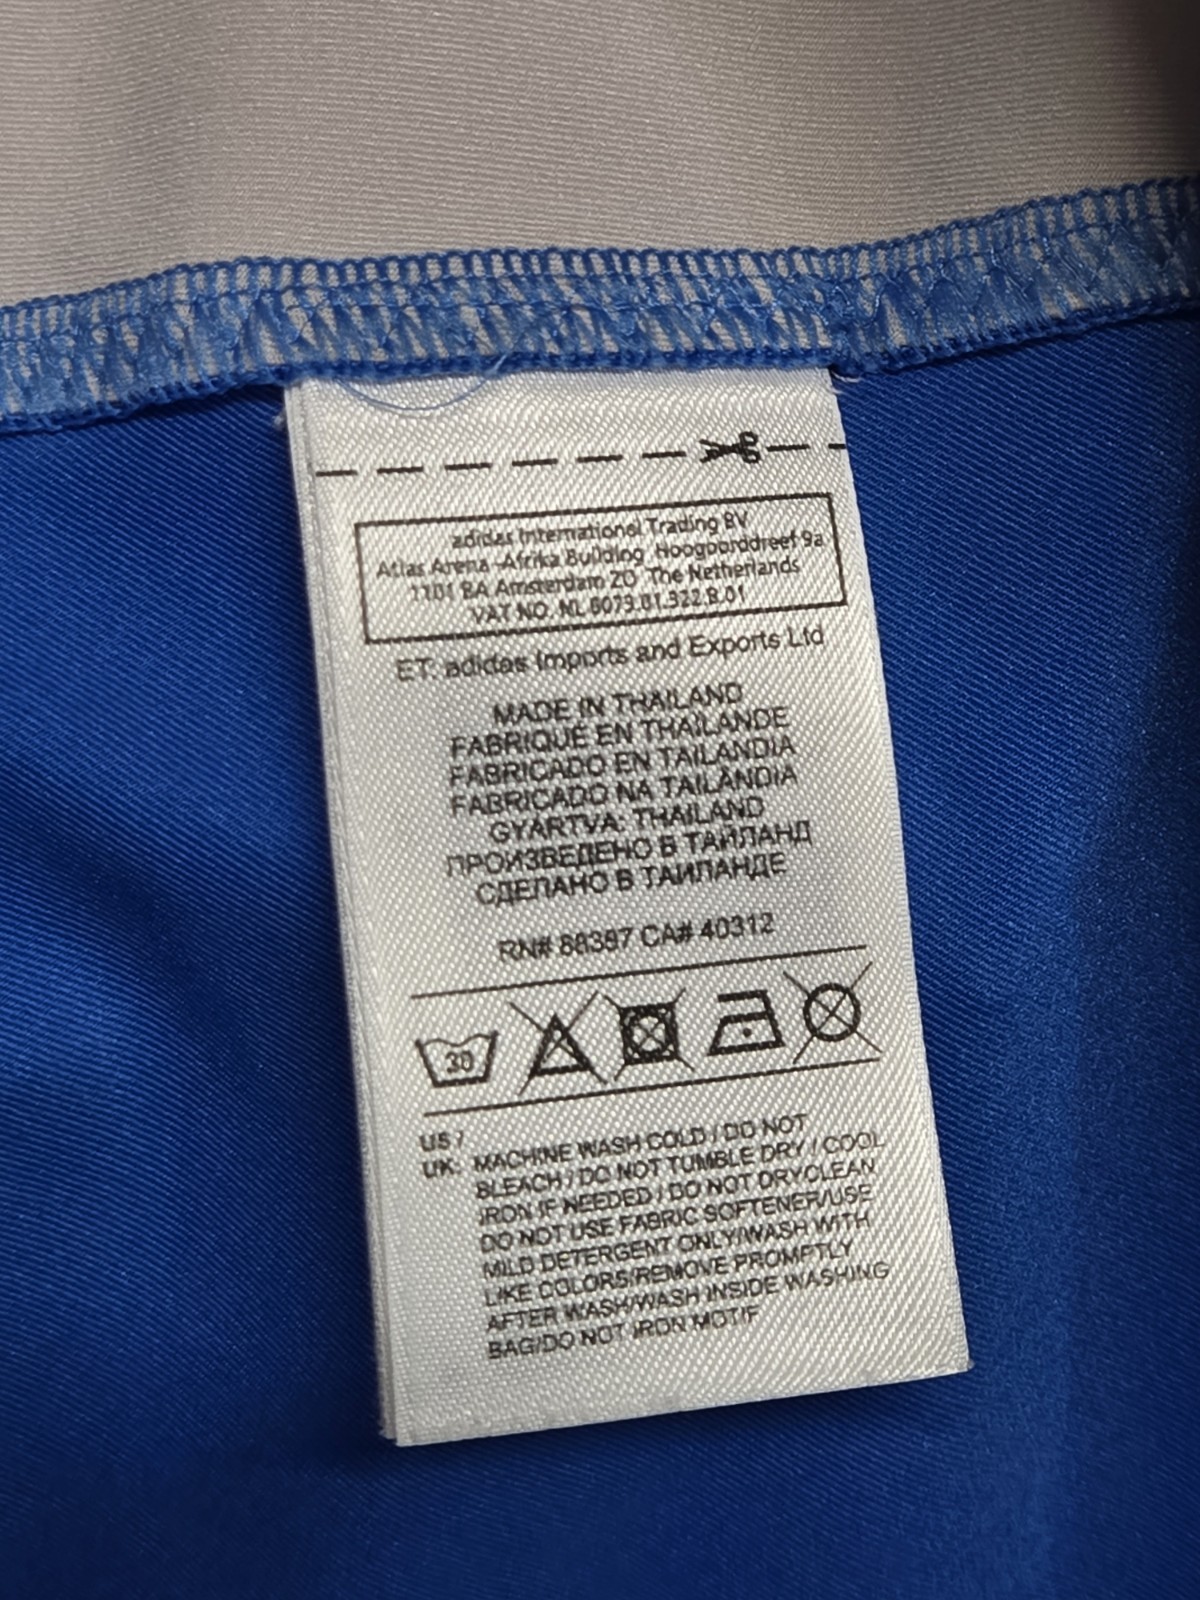 adidas International Trading BV
Atlas Arena -Afrika Building Hoogoorddreef 9a
1101 BA Amsterdam ZO The Netherlands
VAT NO. NL 8073.81.322.B.01
ET: adidas Imports and Exports Ltd
MADE IN THAILAND
FABRIQUÉ EN THAÏLANDE
FABRICADO EN TAILANDIA
FABRICADO NA TAILÂNDIA
GYÁRTVA: THAILAND
ПРОИЗВЕДЕНО В ТАЙЛАНД
СДЕЛАНО В ТАИЛАНДЕ
RN# 88387 CA# 40312
30
US /
UK: MACHINE WASH COLD / DO NOT
BLEACH / DO NOT TUMBLE DRY / COOL
IRON IF NEEDED / DO NOT DRYCLEAN
DO NOT USE FABRIC SOFTENER/USE
MILD DETERGENT ONLY/WASH WITH
LIKE COLORS/REMOVE PROMPTLY
AFTER WASH/WASH INSIDE WASHING
BAG/DO NOT IRON MOTIF